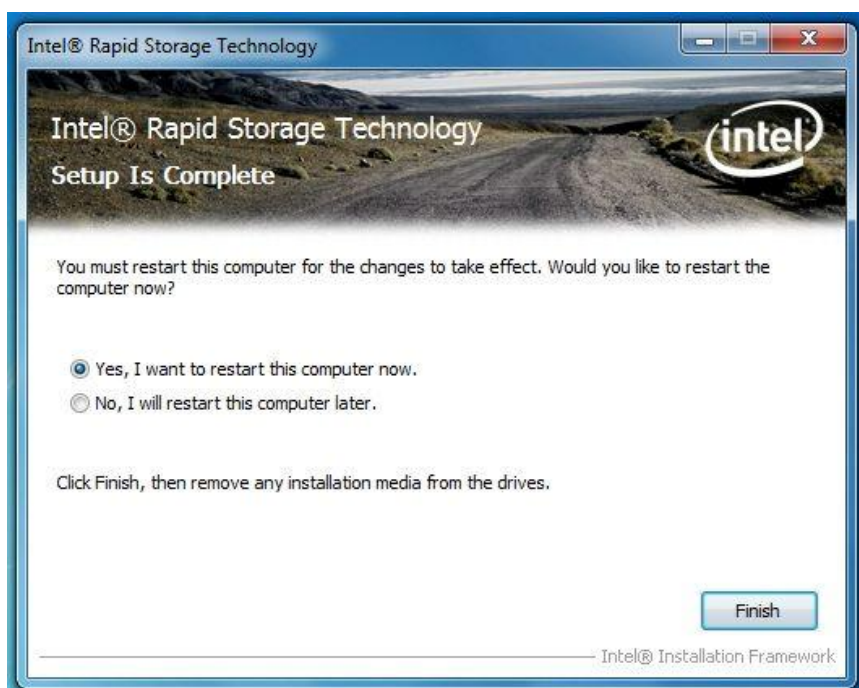 Intel® Rapid Storage Technology
Intel® Rapid Storage Technology
Setup Is Complete
intel
You must restart this computer for the changes to take effect. Would you like to restart the
computer now?
Yes, I want to restart this computer now.
No, I will restart this computer later.
Click Finish, then remove any installation media from the drives.
Finish
Intel® Installation Framework